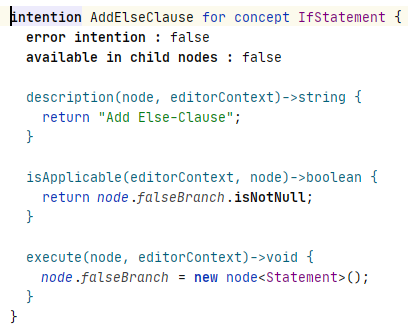 intention AddElseClause for concept IfStatement {
  error intention : false
  available in child nodes : false

  description(node, editorContext)->string {
    return "Add Else-Clause";
  }

  isApplicable(editorContext, node)->boolean {
    return node.falseBranch.isNotNull;
  }

  execute(node, editorContext)->void {
    node.falseBranch = new node<Statement>();
  }
}